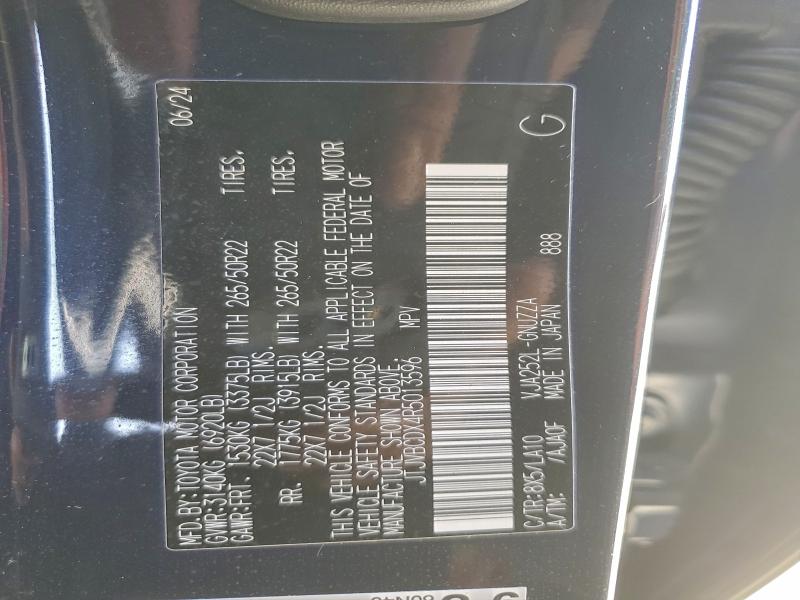 MFD.BY:TOYOTA MOTOR CORPORATION 06/24
GVWR:3140KG (6920LB)
GAWR:FRT. 1530KG (3375LB) WITH 265/50R22 TIRES.
22X7 1/2J RIMS.
RR. 1775KG (3915LB) WITH 265/50R22 TIRES.
22X7 1/2J RIMS.
THIS VEHICLE CONFORMS TO ALL APPLICABLE FEDERAL MOTOR
VEHICLE SAFETY STANDARDS IN EFFECT ON THE DATE OF
MANUFACTURE SHOWN ABOVE.
JTJVBCDX4R5013596 MPV
C/TR:8X5/LA10 VJA252L-GNUZZA
A/TM: /AJA0F MADE IN JAPAN 888
G